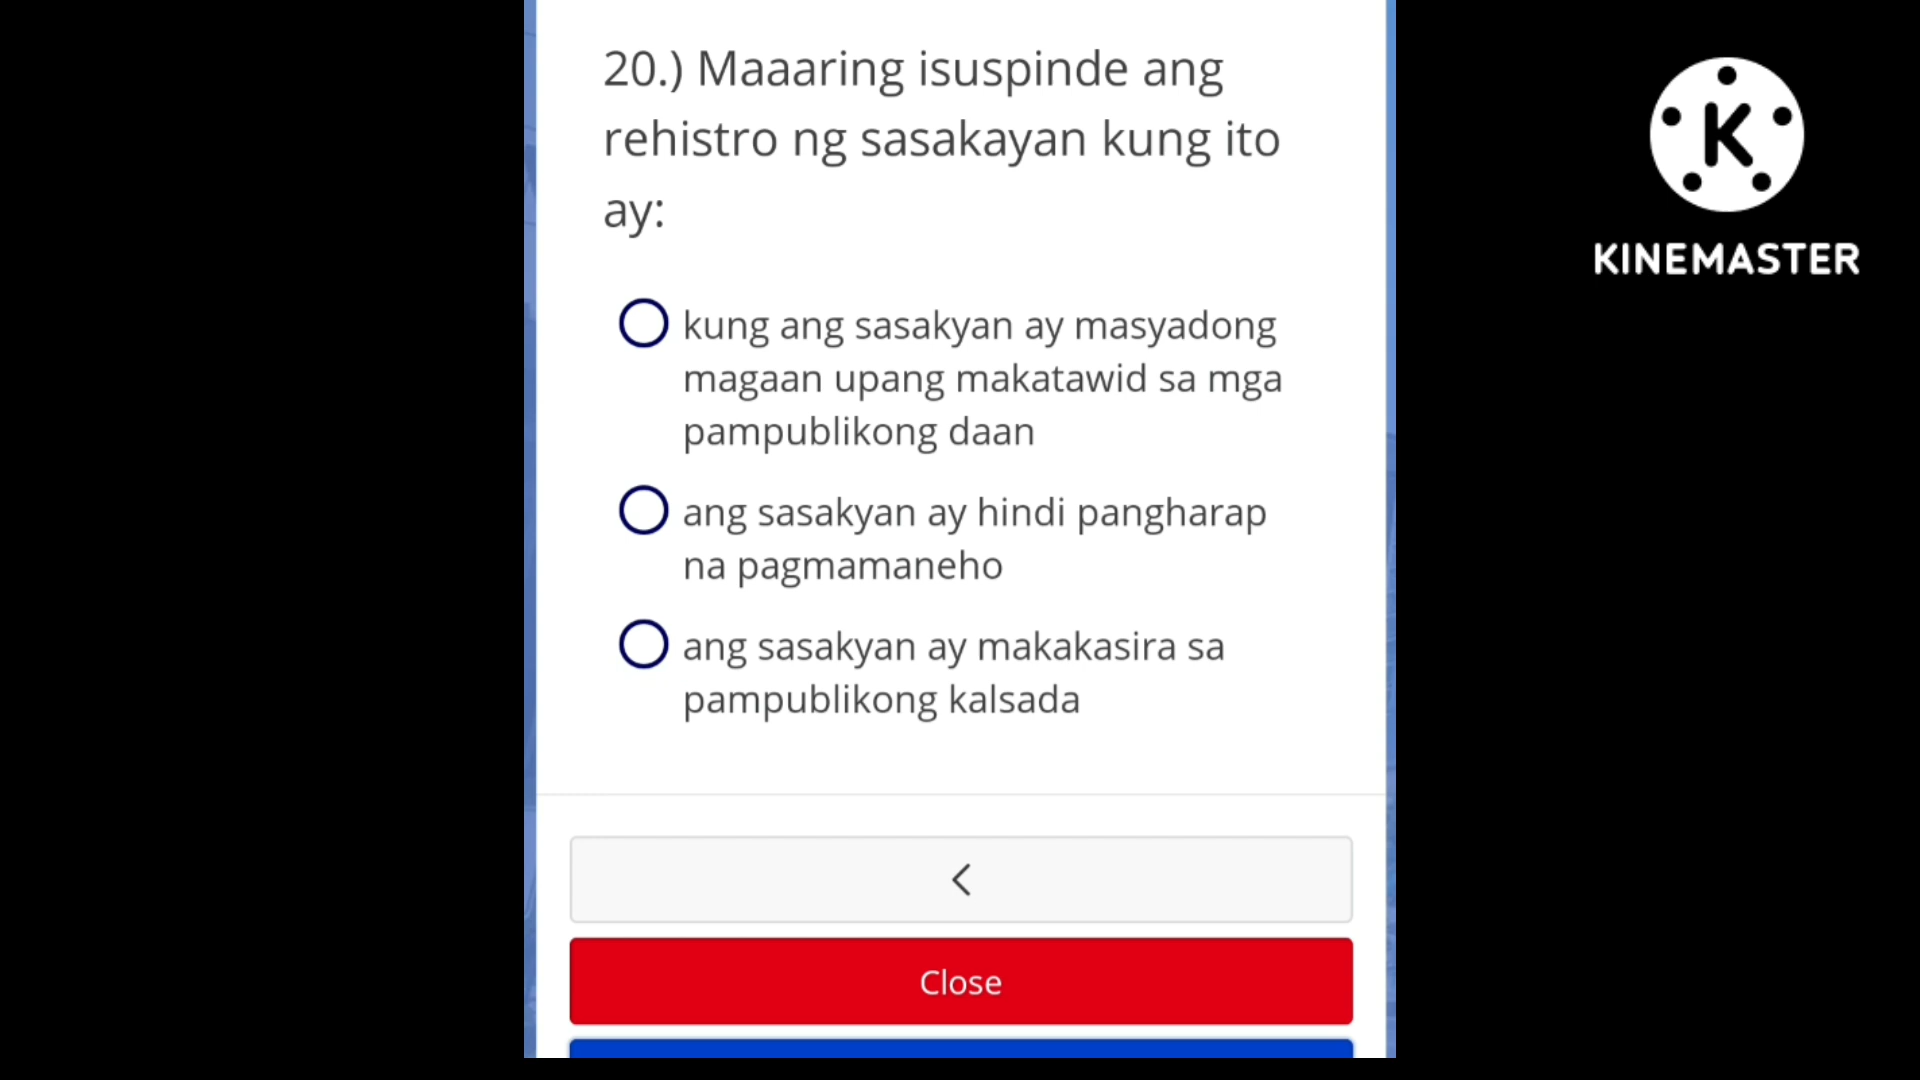 20.) Maaaring isuspinde ang
rehistro ng sasakayan kung ito
ay:
kung ang sasakyan ay masyadong
magaan upang makatawid sa mga
pampublikong daan
ang sasakyan ay hindi pangharap
na pagmamaneho
ang sasakyan ay makakasira sa
pampublikong kalsada
Close
K
KINEMASTER